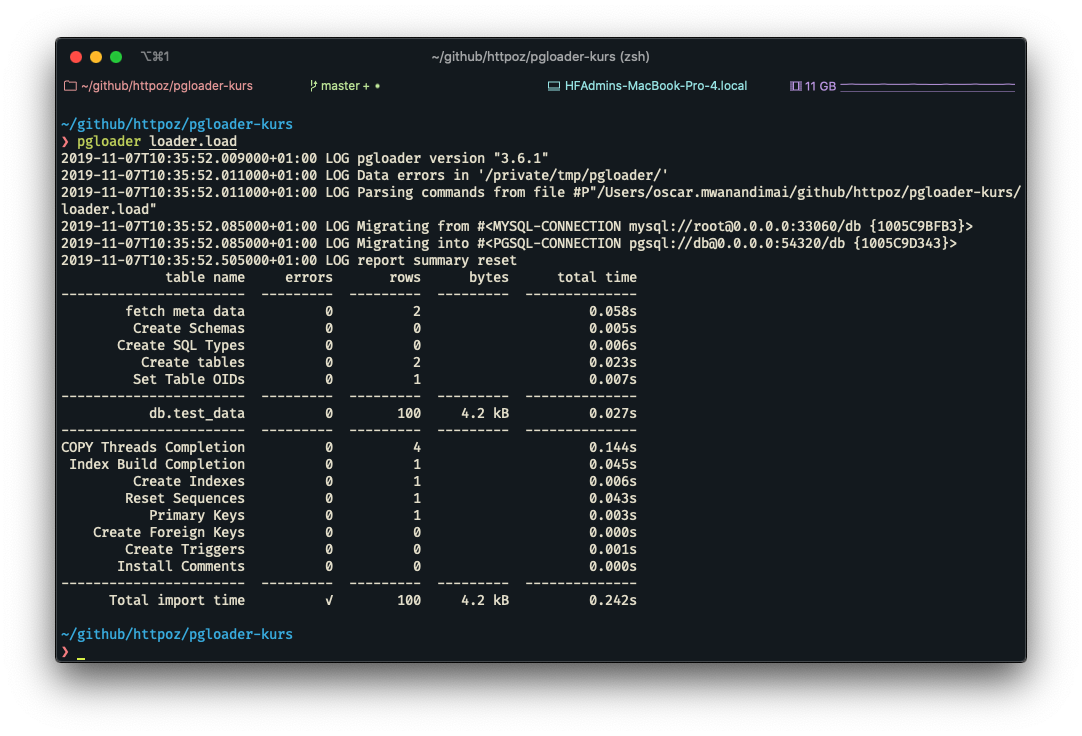 ⌥⌘1 ~/github/httpoz/pgloader-kurs (zsh)
~/github/httpoz/pgloader-kurs master + • HFAdmins-MacBook-Pro-4.local 11 GB
~/github/httpoz/pgloader-kurs
❯ pgloader loader.load
2019-11-07T10:35:52.009000+01:00 LOG pgloader version "3.6.1"
2019-11-07T10:35:52.011000+01:00 LOG Data errors in '/private/tmp/pgloader/'
2019-11-07T10:35:52.011000+01:00 LOG Parsing commands from file #P"/Users/oscar.mwanandimai/github/httpoz/pgloader-kurs/
loader.load"
2019-11-07T10:35:52.085000+01:00 LOG Migrating from #<MYSQL-CONNECTION mysql://root@0.0.0.0:33060/db {1005C9BFB3}>
2019-11-07T10:35:52.085000+01:00 LOG Migrating into #<PGSQL-CONNECTION pgsql://db@0.0.0.0:54320/db {1005C9D343}>
2019-11-07T10:35:52.505000+01:00 LOG report summary reset
             table name     errors       rows      bytes      total time
-----------------------  ---------  ---------  ---------  --------------
        fetch meta data          0          2                     0.058s
         Create Schemas          0          0                     0.005s
       Create SQL Types          0          0                     0.006s
          Create tables          0          2                     0.023s
         Set Table OIDs          0          1                     0.007s
-----------------------  ---------  ---------  ---------  --------------
           db.test_data          0        100     4.2 kB          0.027s
-----------------------  ---------  ---------  ---------  --------------
COPY Threads Completion          0          4                     0.144s
 Index Build Completion          0          1                     0.045s
         Create Indexes          0          1                     0.006s
        Reset Sequences          0          1                     0.043s
           Primary Keys          0          1                     0.003s
    Create Foreign Keys          0          0                     0.000s
        Create Triggers          0          0                     0.001s
       Install Comments          0          0                     0.000s
-----------------------  ---------  ---------  ---------  --------------
      Total import time          √        100     4.2 kB          0.242s
~/github/httpoz/pgloader-kurs
❯ _